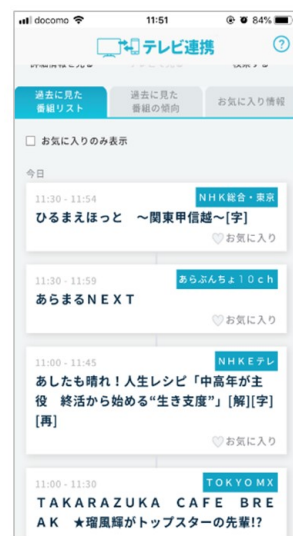 docomo 11:51 84%
テレビ連携
?
過去に見た
番組リスト
過去に見た
番組の傾向
お気に入り情報
お気に入りのみ表示
今日
11:30 - 11:54 NHK総合・東京
ひるまえほっと ～関東甲信越～[字]
お気に入り
11:30 - 11:59 あらぶんちょ10ch
あらまるＮＥＸＴ
お気に入り
11:00 - 11:45 NHKEテレ
あしたも晴れ！人生レシピ「中高年が主
役 終活から始める“生き支度”」[解][字]
[再]
お気に入り
11:00 - 11:30 TOKYO MX
ＴＡＫＡＲＡＺＵＫＡ ＣＡＦＥ ＢＲＥ
ＡＫ ★瑠風輝がトップスターの先輩!?